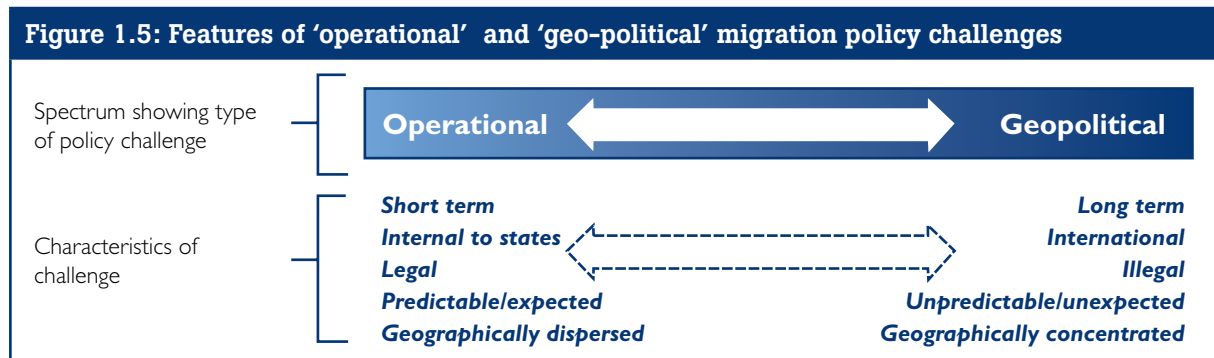 Figure 1.5: Features of ‘operational’ and ‘geo-political’ migration policy challenges
Spectrum showing type
of policy challenge
Operational
Geopolitical
Characteristics of
challenge
Short term
Internal to states
Legal
Predictable/expected
Geographically dispersed
Long term
International
Illegal
Unpredictable/unexpected
Geographically concentrated